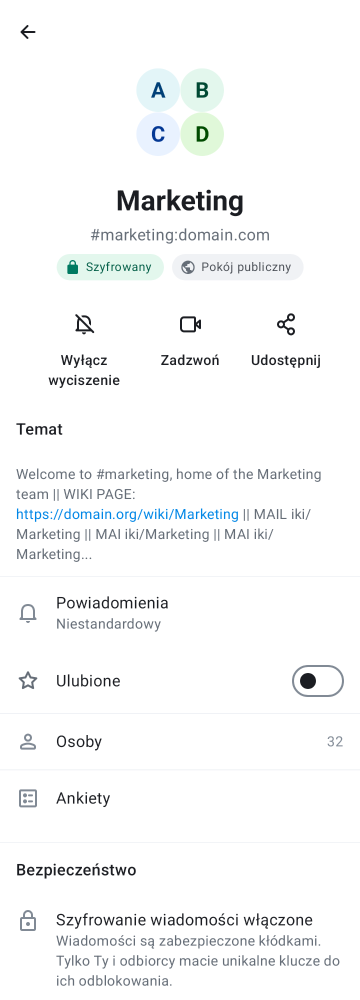 A B
C D
Marketing
#marketing:domain.com
Szyfrowany Pokój publiczny
Wyłącz wyciszenie Zadzwoń Udostępnij
Temat
Welcome to #marketing, home of the Marketing
team || WIKI PAGE:
https://domain.org/wiki/Marketing || MAIL iki/
Marketing || MAI iki/Marketing || MAI iki/
Marketing...
Powiadomienia
Niestandardowy
Ulubione
Osoby 32
Ankiety
Bezpieczeństwo
Szyfrowanie wiadomości włączone
Wiadomości są zabezpieczone kłódkami.
Tylko Ty i odbiorcy macie unikalne klucze do
ich odblokowania.